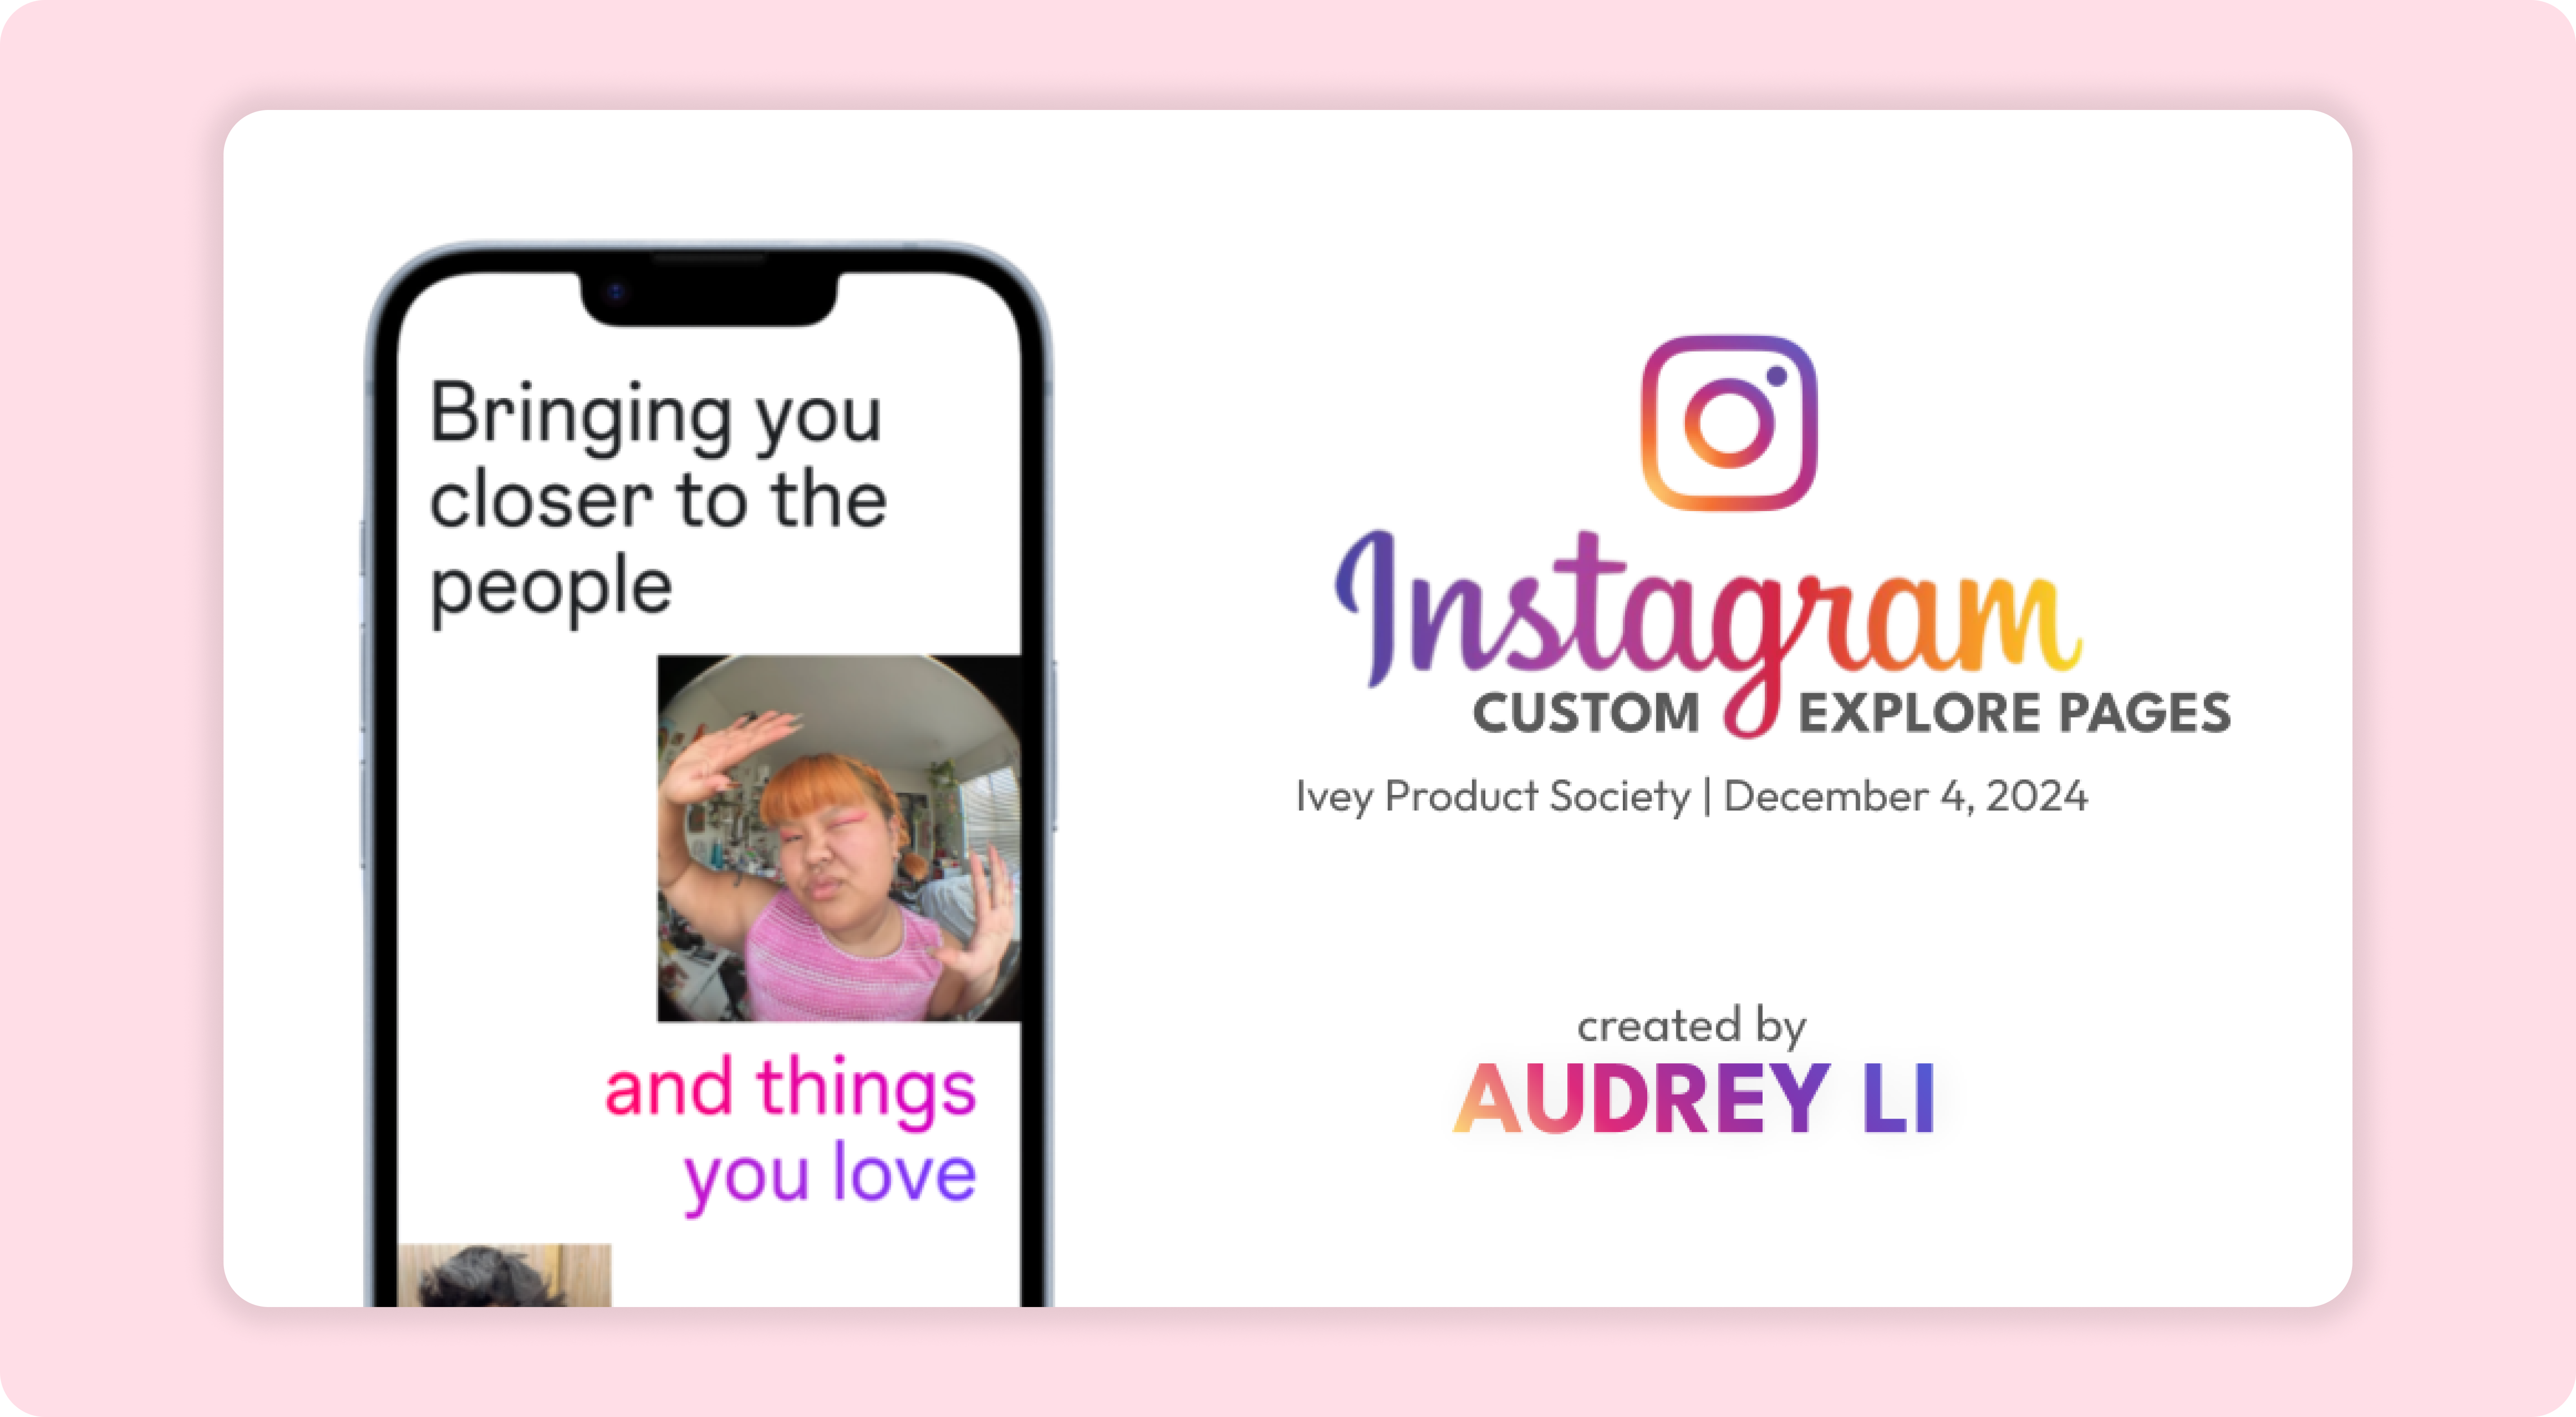 Bringing you
closer to the
people
and things
you love
Instagram
CUSTOM EXPLORE PAGES
Ivey Product Society | December 4, 2024
created by
AUDREY LI